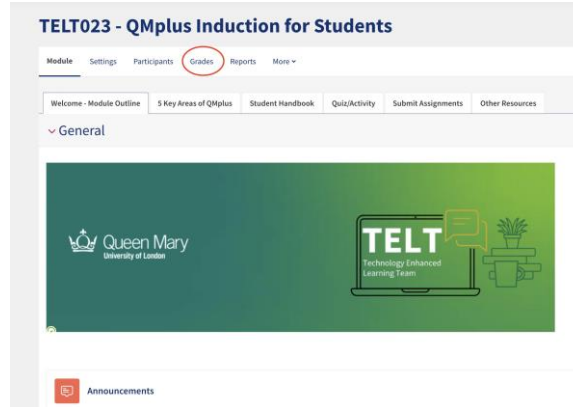 TELT023 - QMplus Induction for Students
Module Settings Participants Grades Reports More
Welcome - Module Outline 5 Key Areas of QMplus Student Handbook Quiz/Activity Submit Assignments Other Resources
General
Queen Mary
University of London
TELT
Technology Enhanced
Learning Team
Announcements